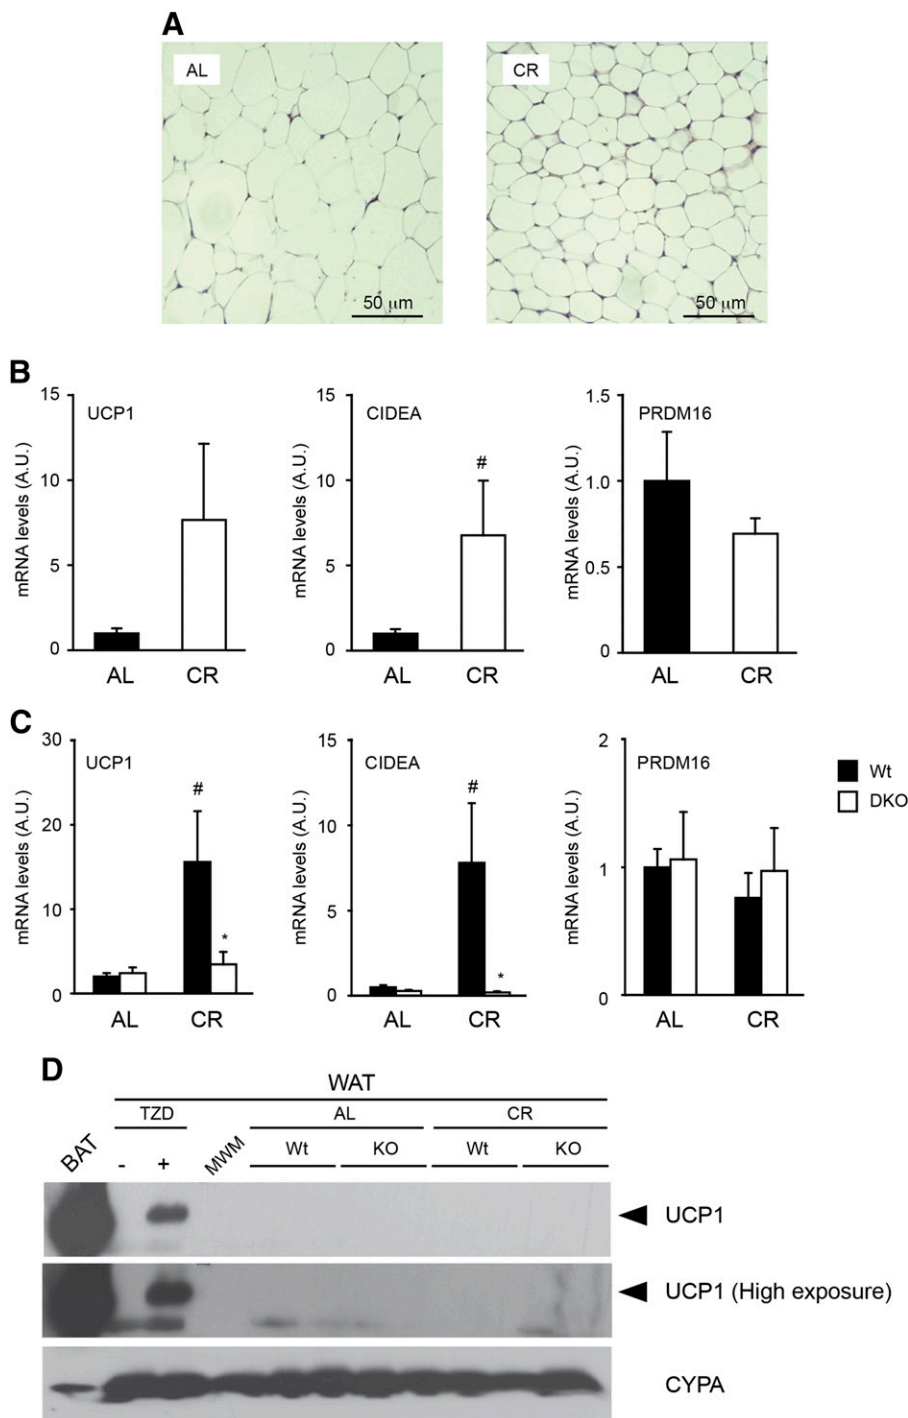 A
AL
CR
50 μm
50 μm
B
UCP1
mRNA levels (A.U.)
15
10
5
0
AL
CR
CIDEA
#
mRNA levels (A.U.)
15
10
5
0
AL
CR
PRDM16
mRNA levels (A.U.)
1.5
1.0
0.5
0
AL
CR
C
UCP1
#
*
mRNA levels (A.U.)
30
20
10
0
AL
CR
CIDEA
#
*
mRNA levels (A.U.)
15
10
5
0
AL
CR
PRDM16
mRNA levels (A.U.)
2
1
0
AL
CR
Wt
DKO
D
WAT
TZD
AL
CR
BAT
- +
MWM
Wt
KO
Wt
KO
UCP1
UCP1 (High exposure)
CYPA